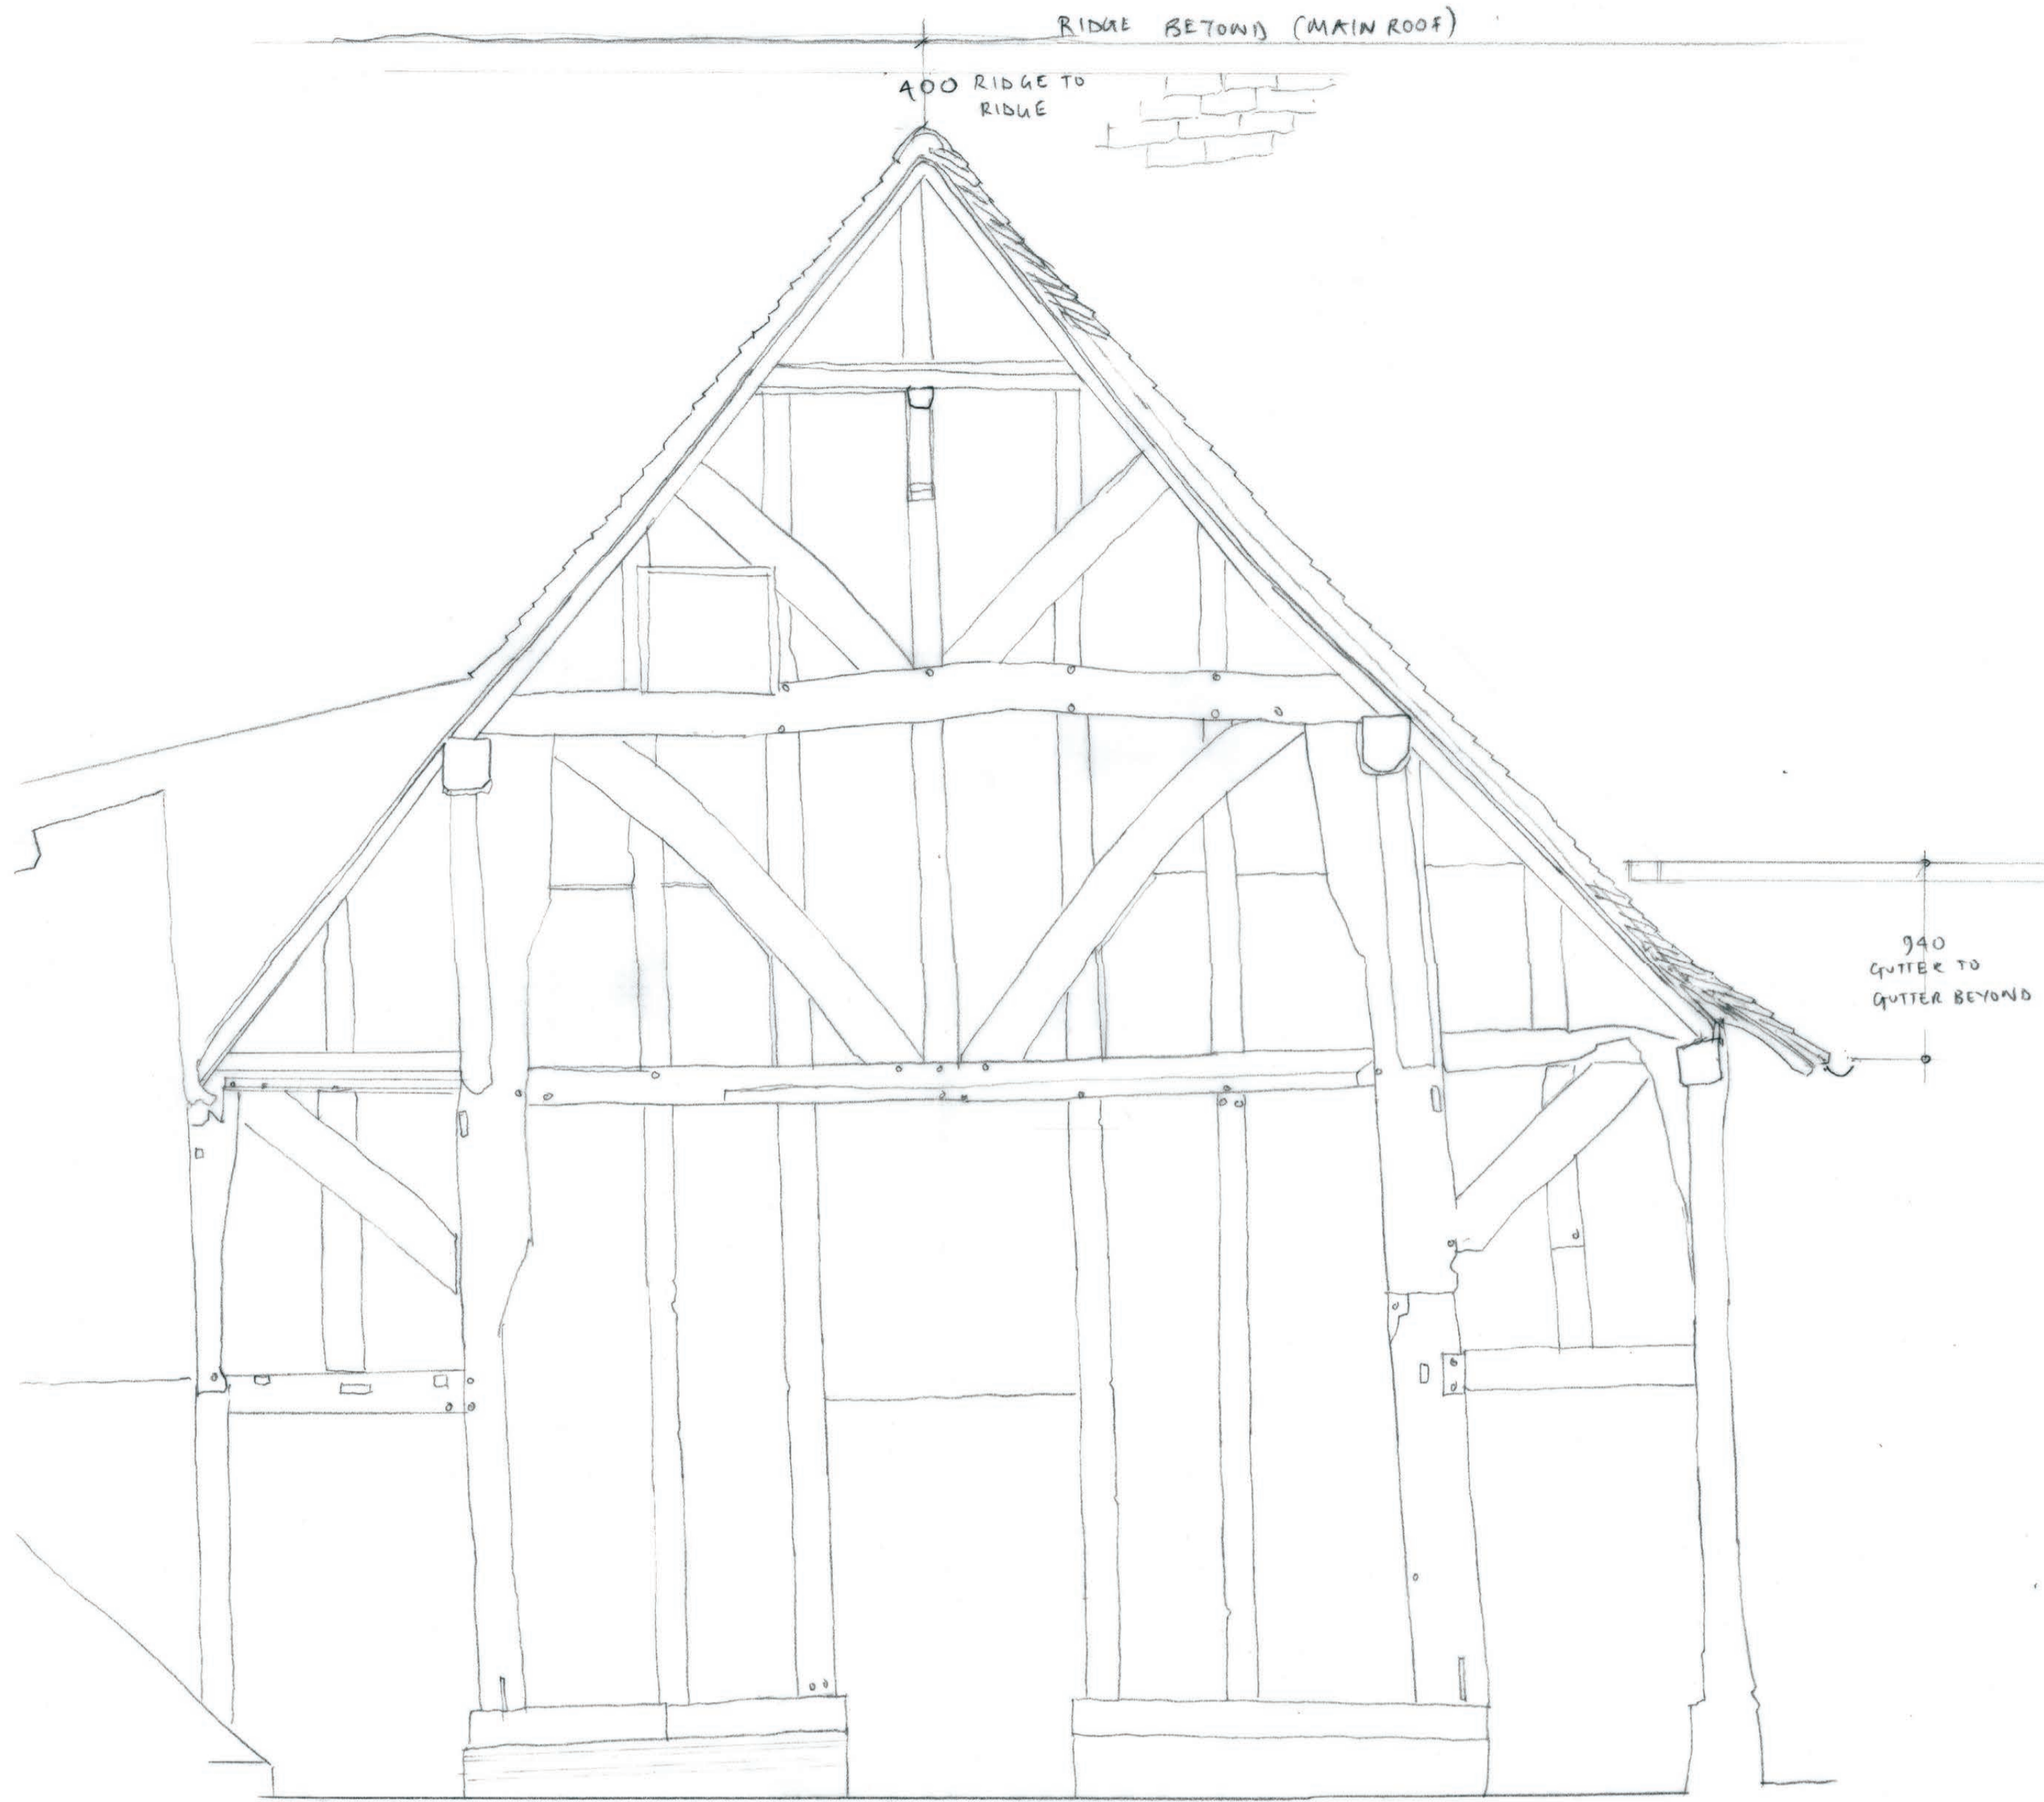 RIDGE BEYOND (MAIN ROOF)
400 RIDGE TO
RIDGE
940
GUTTER TO
GUTTER BEYOND